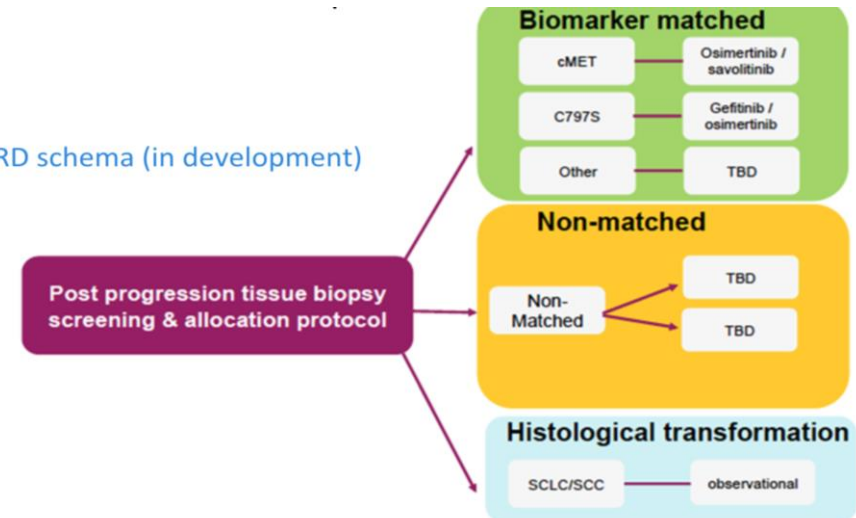 Biomarker matched
cMET
Osimertinib /
savolitinib
C797S
Gefitinib /
osimertinib
Other
TBD
RD schema (in development)
Non-matched
Post progression tissue biopsy
screening & allocation protocol
Non-
Matched
TBD
TBD
Histological transformation
SCLC/SCC
observational